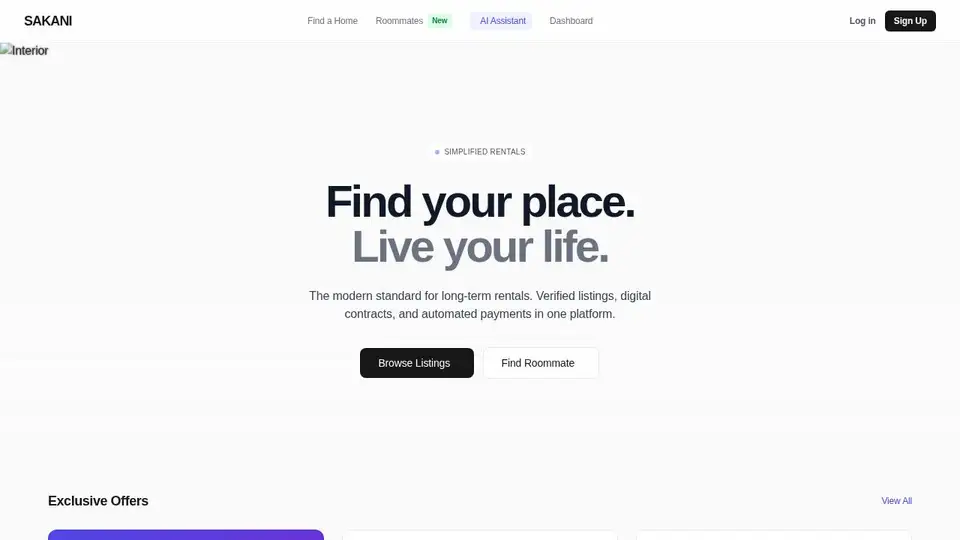 SAKANI
Find a Home
Roommates New
AI Assistant
Dashboard
Log in
Sign Up
Interior
SIMPLIFIED RENTALS
Find your place.
Live your life.
The modern standard for long-term rentals. Verified listings, digital
contracts, and automated payments in one platform.
Browse Listings
Find Roommate
Exclusive Offers
View All